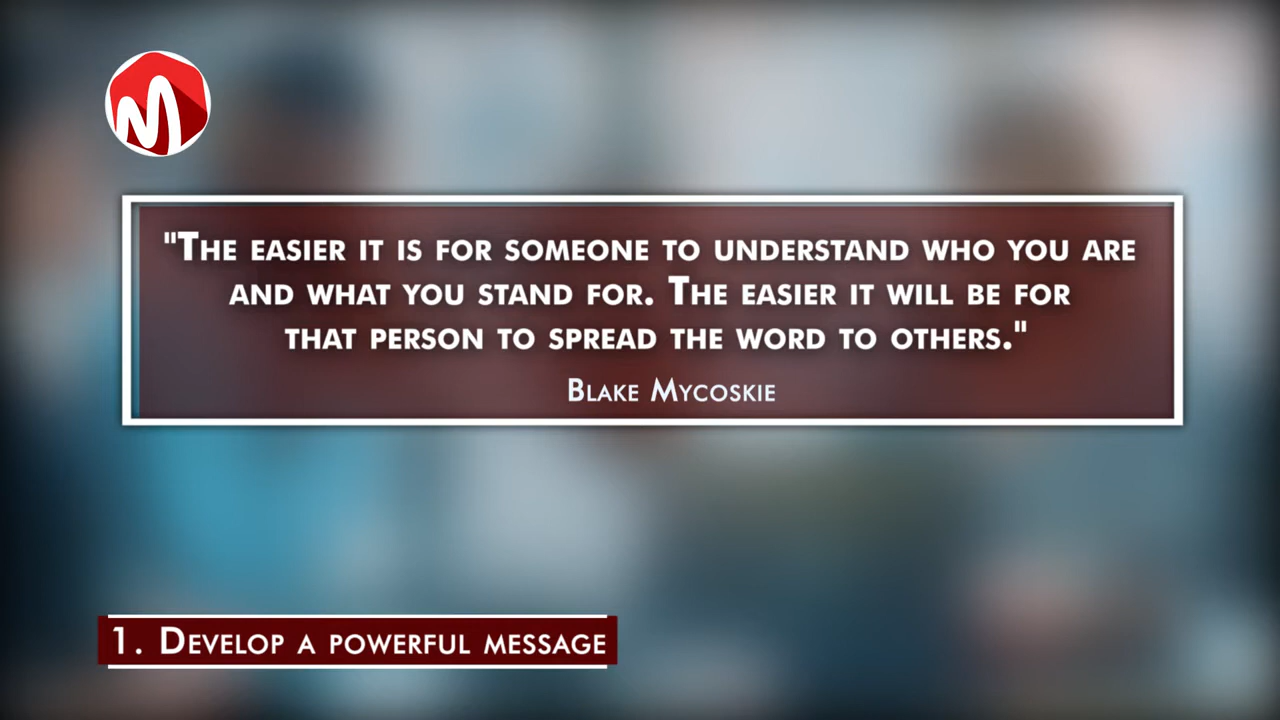 "The easier it is for someone to understand who you are
and what you stand for. The easier it will be for
that person to spread the word to others."
Blake Mycoskie
1. Develop a powerful message